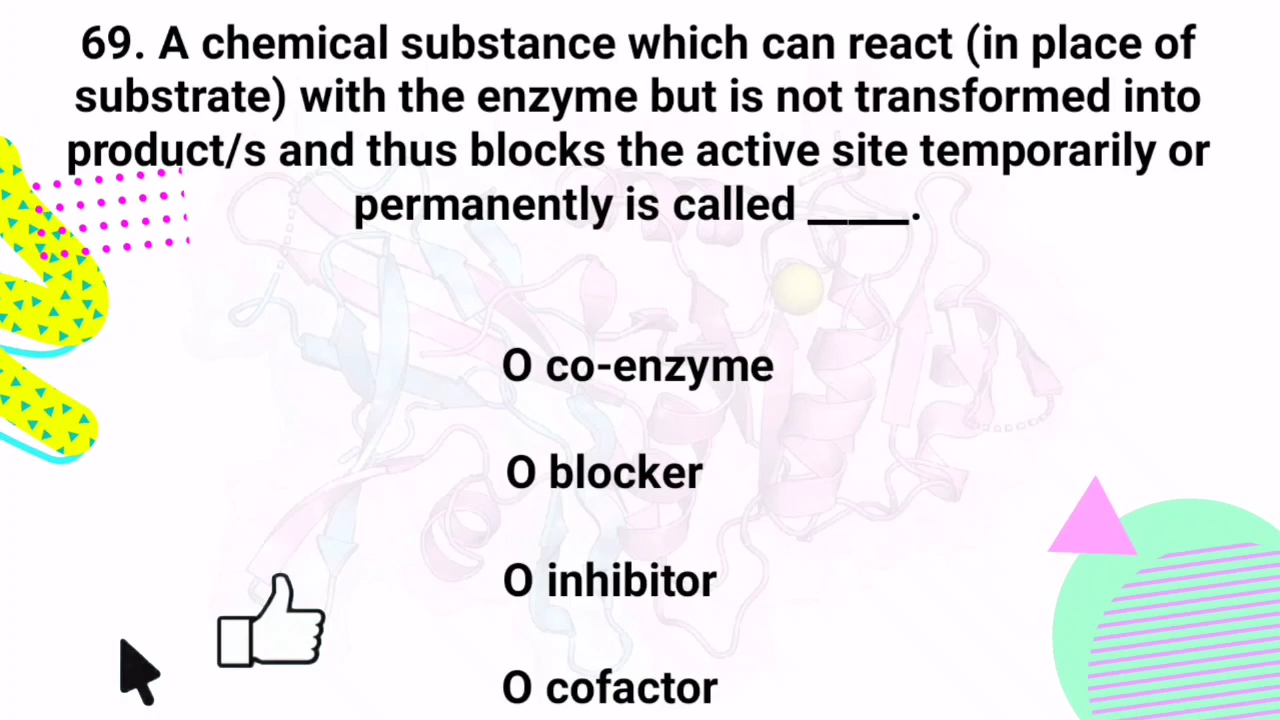 69. A chemical substance which can react (in place of
substrate) with the enzyme but is not transformed into
product/s and thus blocks the active site temporarily or
permanently is called _____.
O co-enzyme
O blocker
O inhibitor
O cofactor